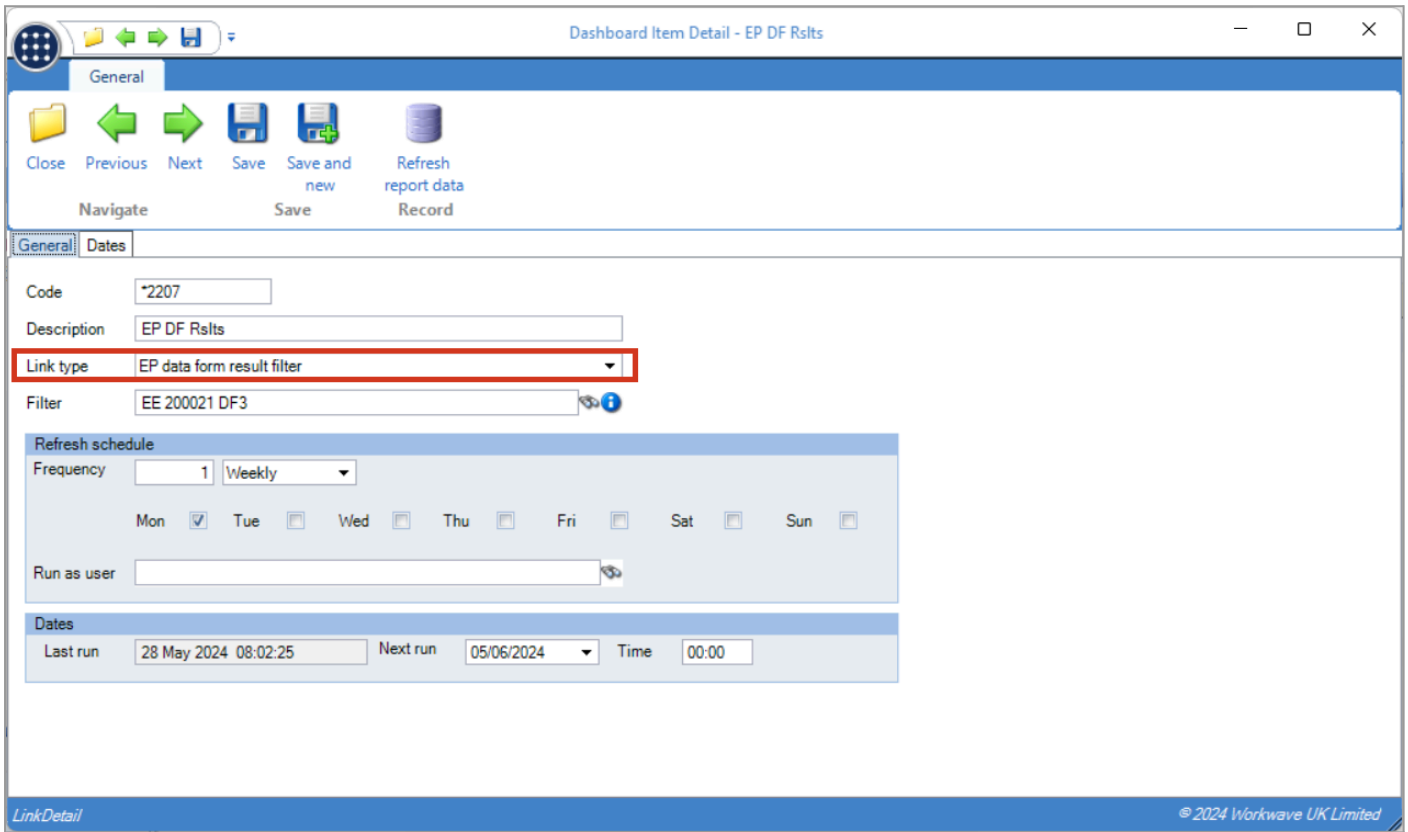 Dashboard Item Detail - EP DF Rslts
General
Close Previous Next Save Save and new Refresh report data
Navigate Save Record
General Dates
Code *2207
Description EP DF Rslts
Link type EP data form result filter
Filter EE 200021 DF3
Refresh schedule
Frequency 1 Weekly
Mon Tue Wed Thu Fri Sat Sun
Run as user
Dates
Last run 28 May 2024 08:02:25 Next run 05/06/2024 Time 00:00
LinkDetail © 2024 Workwave UK Limited